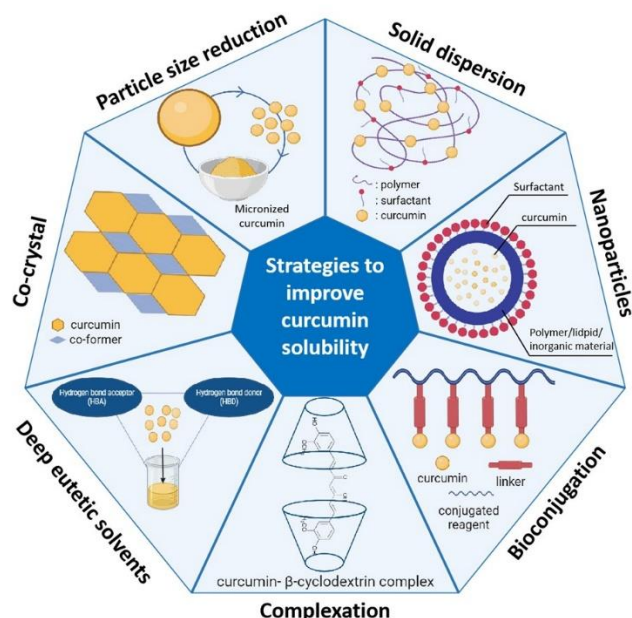 Particle size reduction
Solid dispersion
Micronized
curcumin
: polymer
: surfactant
: curcumin
Nanoparticles
Surfactant
curcumin
Polymer/lidpid/
inorganic material
Co-crystal
curcumin
co-former
Strategies to
improve
curcumin
solubility
Deep eutetic solvents
Hydrogen bond acceptor
(HBA)
Hydrogen bond donor
(HBD)
curcumin- β-cyclodextrin complex
Complexation
curcumin
linker
conjugated
reagent
Bioconjugation